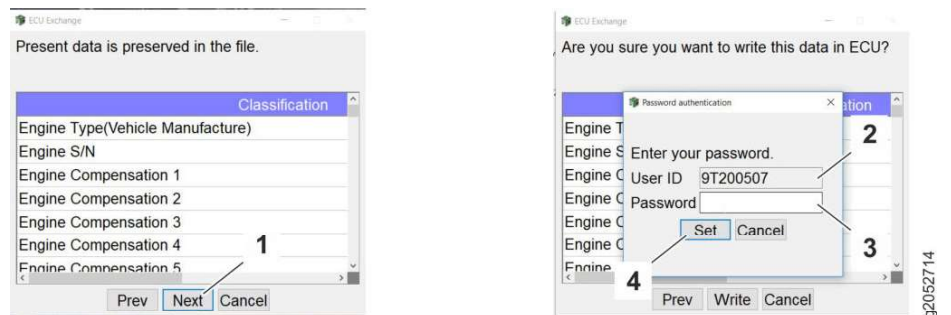 ECU Exchange
Present data is preserved in the file.
Classification
Engine Type(Vehicle Manufacture)
Engine S/N
Engine Compensation 1
Engine Compensation 2
Engine Compensation 3
Engine Compensation 4
Engine Compensation 5
1
Prev Next Cancel
ECU Exchange
Are you sure you want to write this data in ECU?
ation
Engine T
Engine S
Engine C
Engine C
Engine C
Engine C
Engine
Password authentication
Enter your password.
User ID 9T200507
Password
Set Cancel
2
3
4
Prev Write Cancel
g2052714